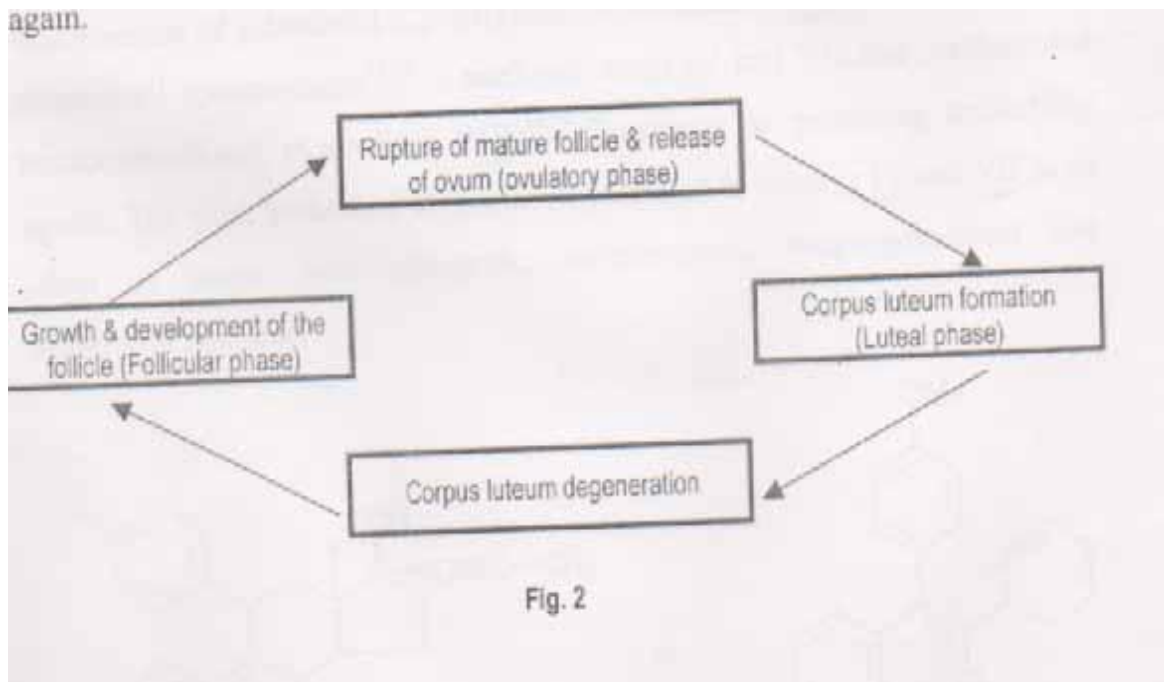 again.
Rupture of mature follicle & release
of ovum (ovulatory phase)
Corpus luteum formation
(Luteal phase)
Growth & development of the
follicle (Follicular phase)
Corpus luteum degeneration
Fig. 2